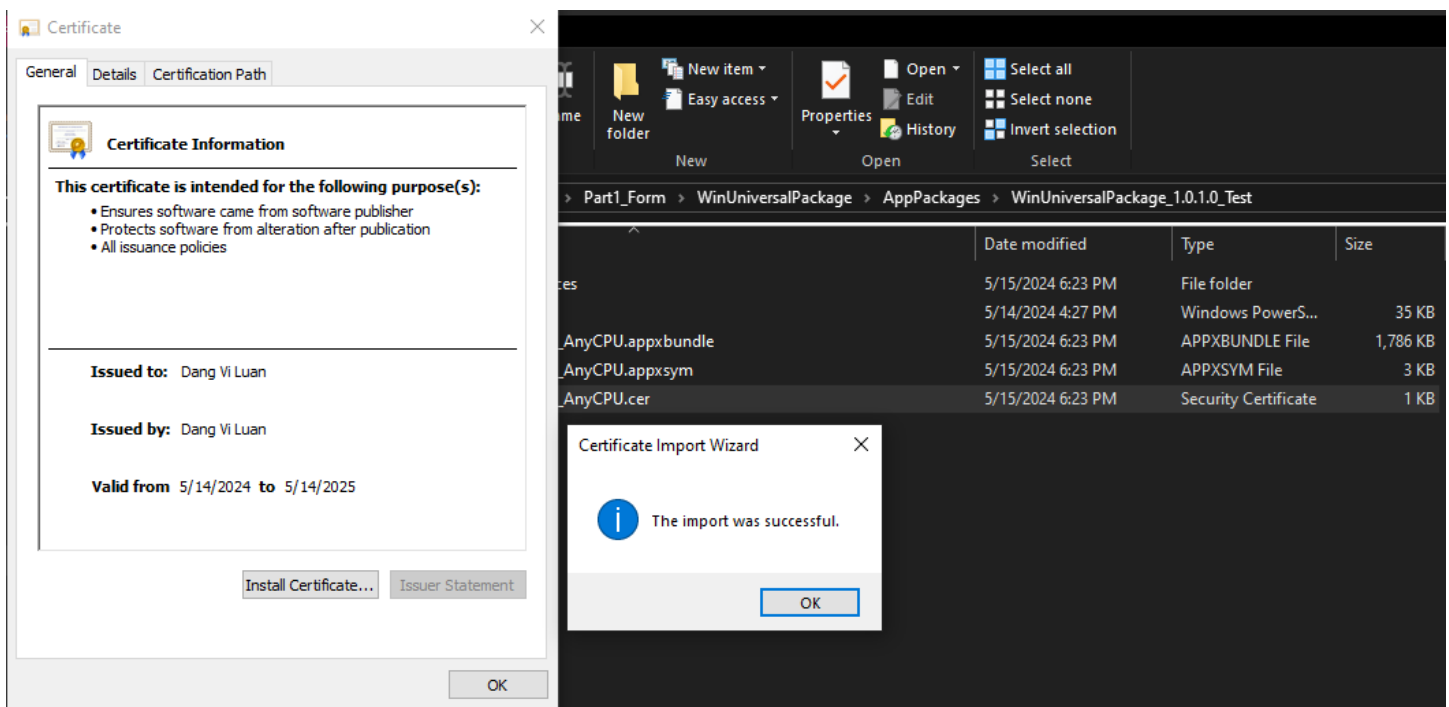 Certificate
General Details Certification Path
Certificate Information
This certificate is intended for the following purpose(s):
• Ensures software came from software publisher
• Protects software from alteration after publication
• All issuance policies
Issued to: Dang Vi Luan
Issued by: Dang Vi Luan
Valid from 5/14/2024 to 5/14/2025
Install Certificate... Issuer Statement
OK
me
New folder
New item
Easy access
New
Properties
Open
Edit
History
Open
Select all
Select none
Invert selection
Select
> Part1_Form > WinUniversalPackage > AppPackages > WinUniversalPackage_1.0.1.0_Test
Date modified Type Size
ces 5/15/2024 6:23 PM File folder
5/14/2024 4:27 PM Windows PowerS... 35 KB
_AnyCPU.appxbundle 5/15/2024 6:23 PM APPXBUNDLE File 1,786 KB
_AnyCPU.appxsym 5/15/2024 6:23 PM APPXSYM File 3 KB
_AnyCPU.cer 5/15/2024 6:23 PM Security Certificate 1 KB
Certificate Import Wizard
The import was successful.
OK